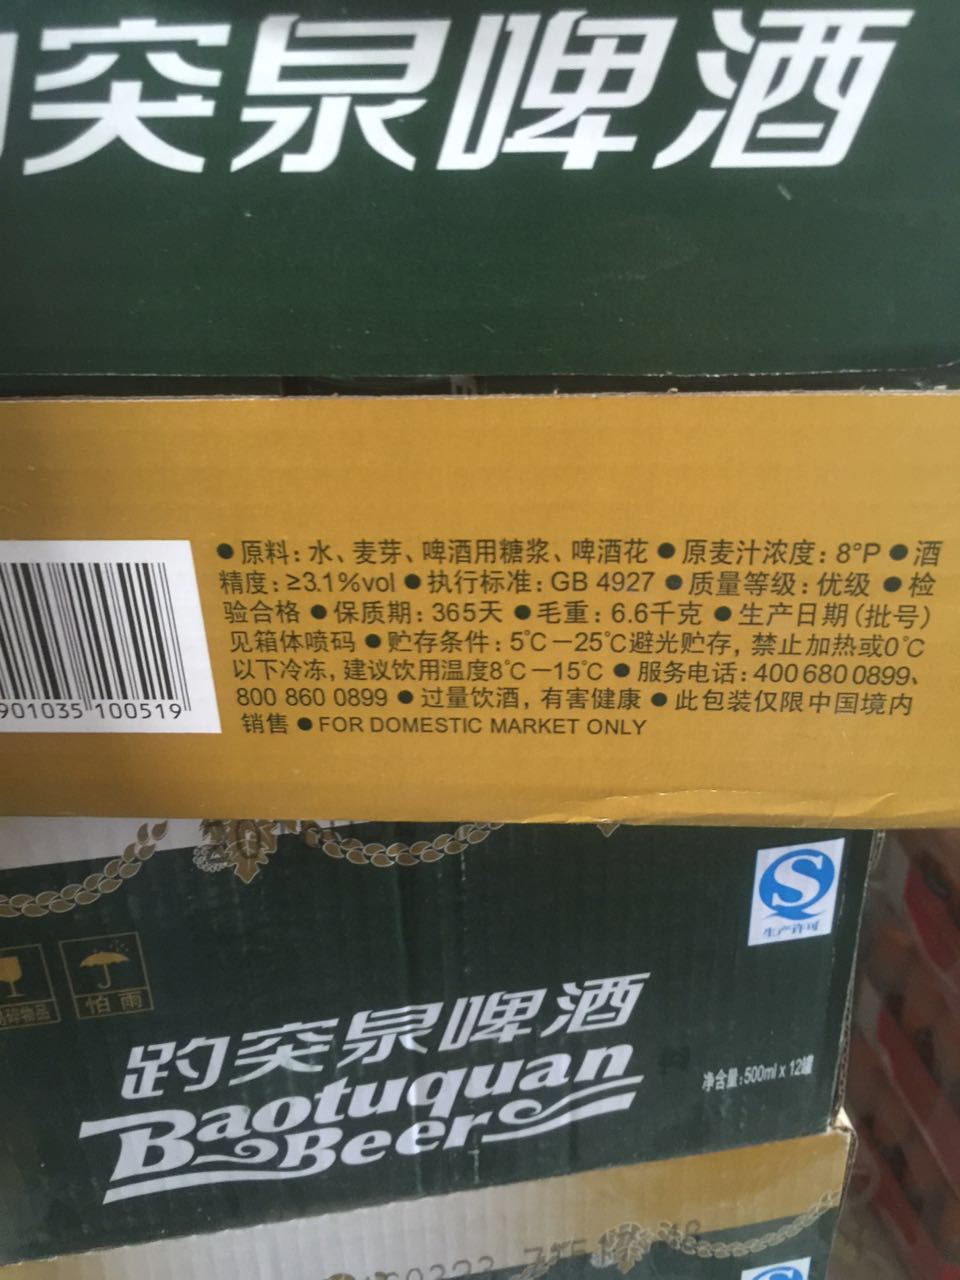 突泉啤酒
●原料：水、麦芽、啤酒用糖浆、啤酒花●原麦汁浓度：8°P●酒
精度：≥3.1%vol●执行标准：GB 4927●质量等级：优级●检
验合格●保质期：365天●毛重：6.6千克●生产日期(批号)
见箱体喷码●贮存条件：5℃－25℃避光贮存，禁止加热或0℃
以下冷冻，建议饮用温度8℃－15℃●服务电话：400 680 0899、
800 860 0899●过量饮酒，有害健康●此包装仅限中国境内
销售●FOR DOMESTIC MARKET ONLY
901035 100519
生产许可
碎物品
怕雨
趵突泉啤酒
Baotuquan
Beer
净含量：500ml x 12罐